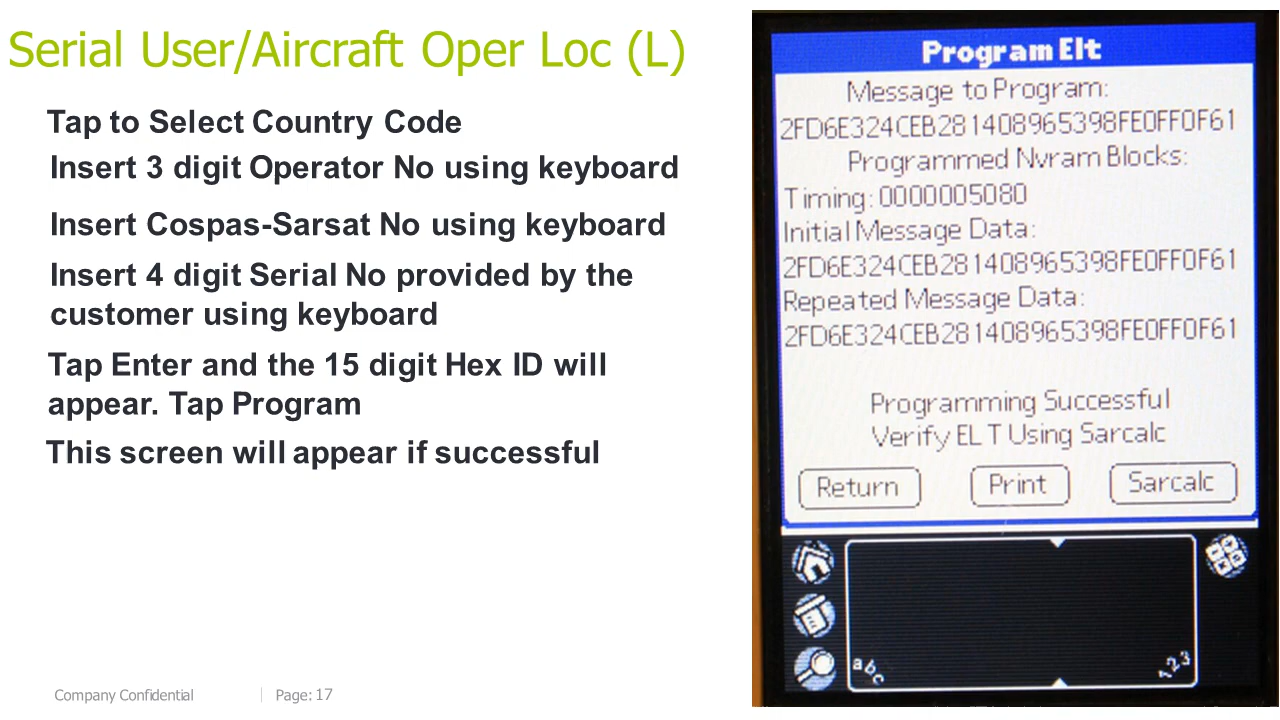 Serial User/Aircraft Oper Loc (L)
Tap to Select Country Code
Insert 3 digit Operator No using keyboard
Insert Cospas-Sarsat No using keyboard
Insert 4 digit Serial No provided by the
customer using keyboard
Tap Enter and the 15 digit Hex ID will
appear. Tap Program
This screen will appear if successful
Company Confidential
Page: 17
Program Elt
Message to Program:
2FD6E324CEB281408965398FE0FF0F61
Programmed Nvram Blocks:
Timing: 0000005080
Initial Message Data:
2FD6E324CEB281408965398FE0FF0F61
Repeated Message Data:
2FD6E324CEB281408965398FE0FF0F61
Programming Successful
Verify ELT Using Sarcalc
Return Print Sarcalc
abc 123